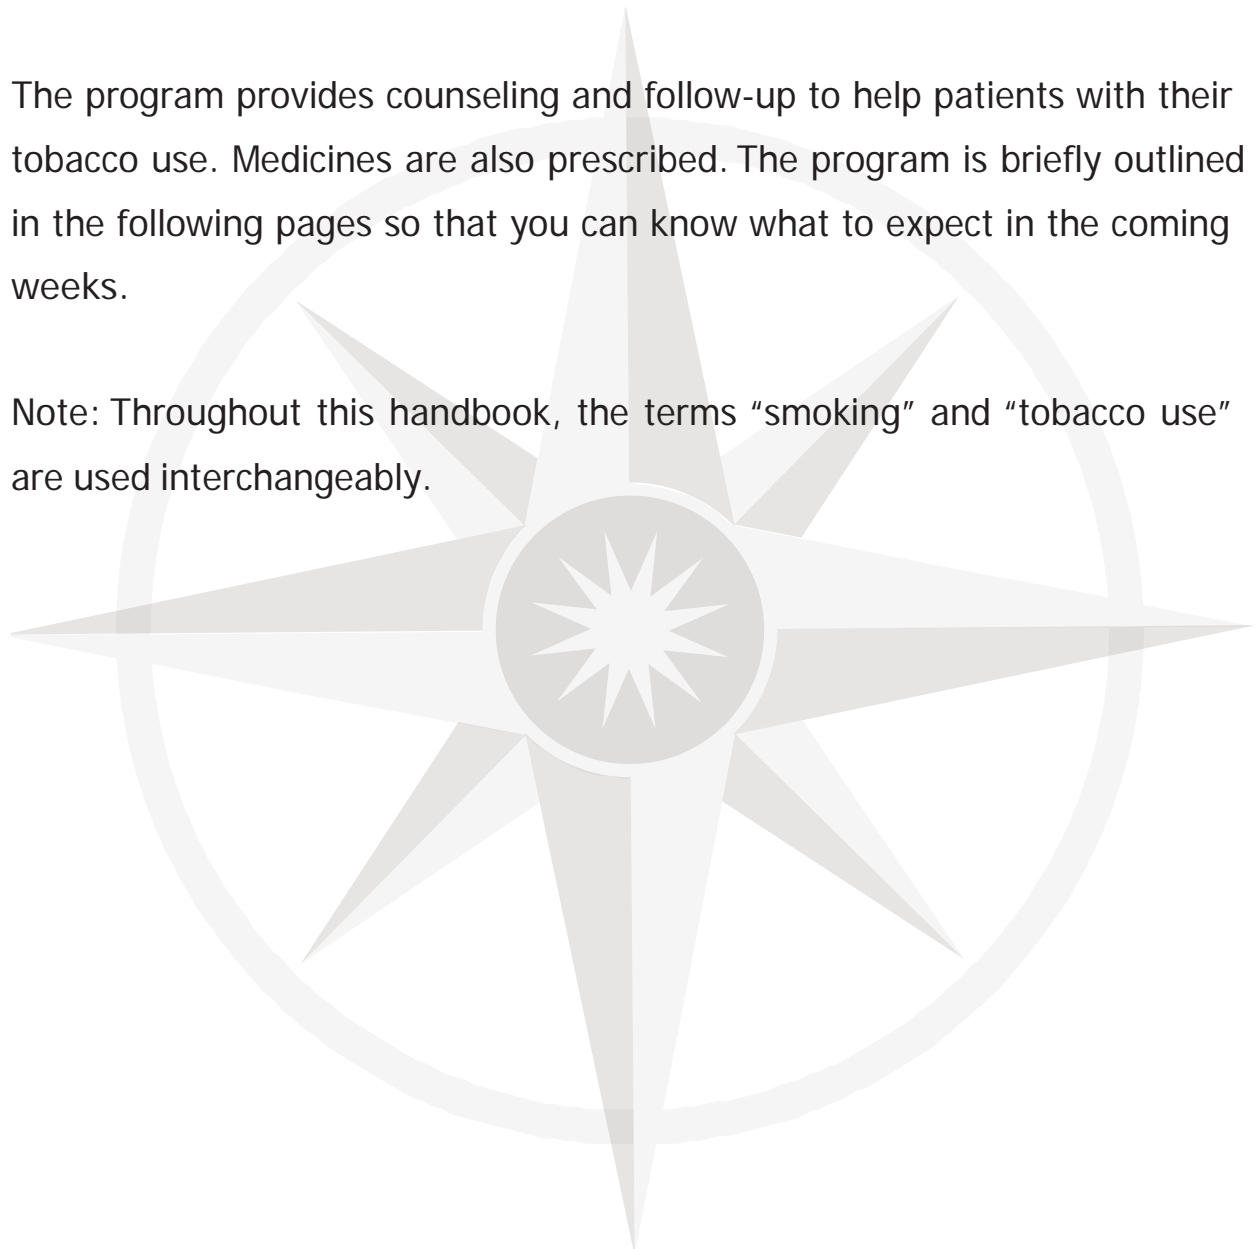 The program provides counseling and follow-up to help patients with their
tobacco use. Medicines are also prescribed. The program is briefly outlined
in the following pages so that you can know what to expect in the coming
weeks.
Note: Throughout this handbook, the terms “smoking” and “tobacco use”
are used interchangeably.